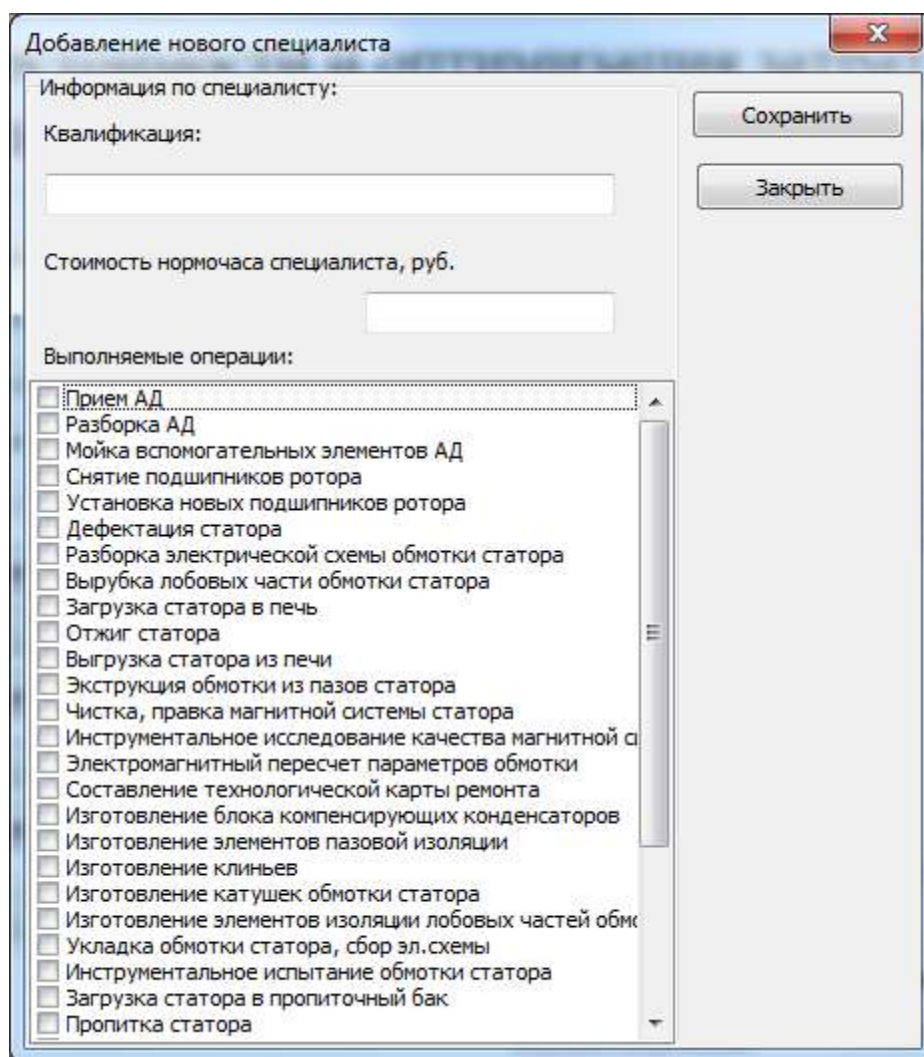 Добавление нового специалиста
Информация по специалисту:
Сохранить
Квалификация:
Закрыть
Стоимость нормочаса специалиста, руб.
Выполняемые операции:
Прием АД
Разборка АД
Мойка вспомогательных элементов АД
Снятие подшипников ротора
Установка новых подшипников ротора
Дефектация статора
Разборка электрической схемы обмотки статора
Вырубка лобовых части обмотки статора
Загрузка статора в печь
Отжиг статора
Выгрузка статора из печи
Экструкция обмотки из пазов статора
Чистка, правка магнитной системы статора
Инструментальное исследование качества магнитной
Электромагнитный пересчет параметров обмотки
Составление технологической карты ремонта
Изготовление блока компенсирующих конденсаторов
Изготовление элементов пазовой изоляции
Изготовление клиньев
Изготовление катушек обмотки статора
Изготовление элементов изоляции лобовых частей
Укладка обмотки статора, сбор эл.схемы
Инструментальное испытание обмотки статора
Загрузка статора в пропиточный бак
Пропитка статора